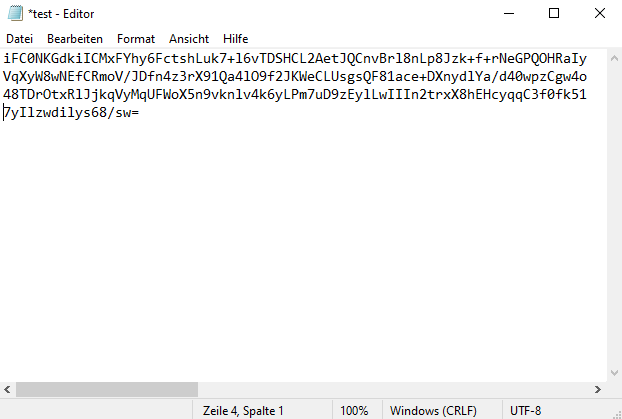 *test - Editor
Datei Bearbeiten Format Ansicht Hilfe
iFC0NKGdkiICMxFYhy6FctshLuk7+l6vTDSHCL2AetJQCnvBrl8nLp8Jzk+f+rNeGPQOHRaIy
VqXyW8wNEfCRmoV/JDfn4z3rX91Qa4lO9f2JKWeCLUsgsQF81ace+DXnydlYa/d40wpzCgw4o
48TDrOtxRlJjkqVyMqUFWoX5n9vknlv4k6yLPm7uD9zEylLwIIIn2trxX8hEHcyqqC3f0fk51
7yIlzwdilys68/sw=
Zeile 4, Spalte 1 100% Windows (CRLF) UTF-8